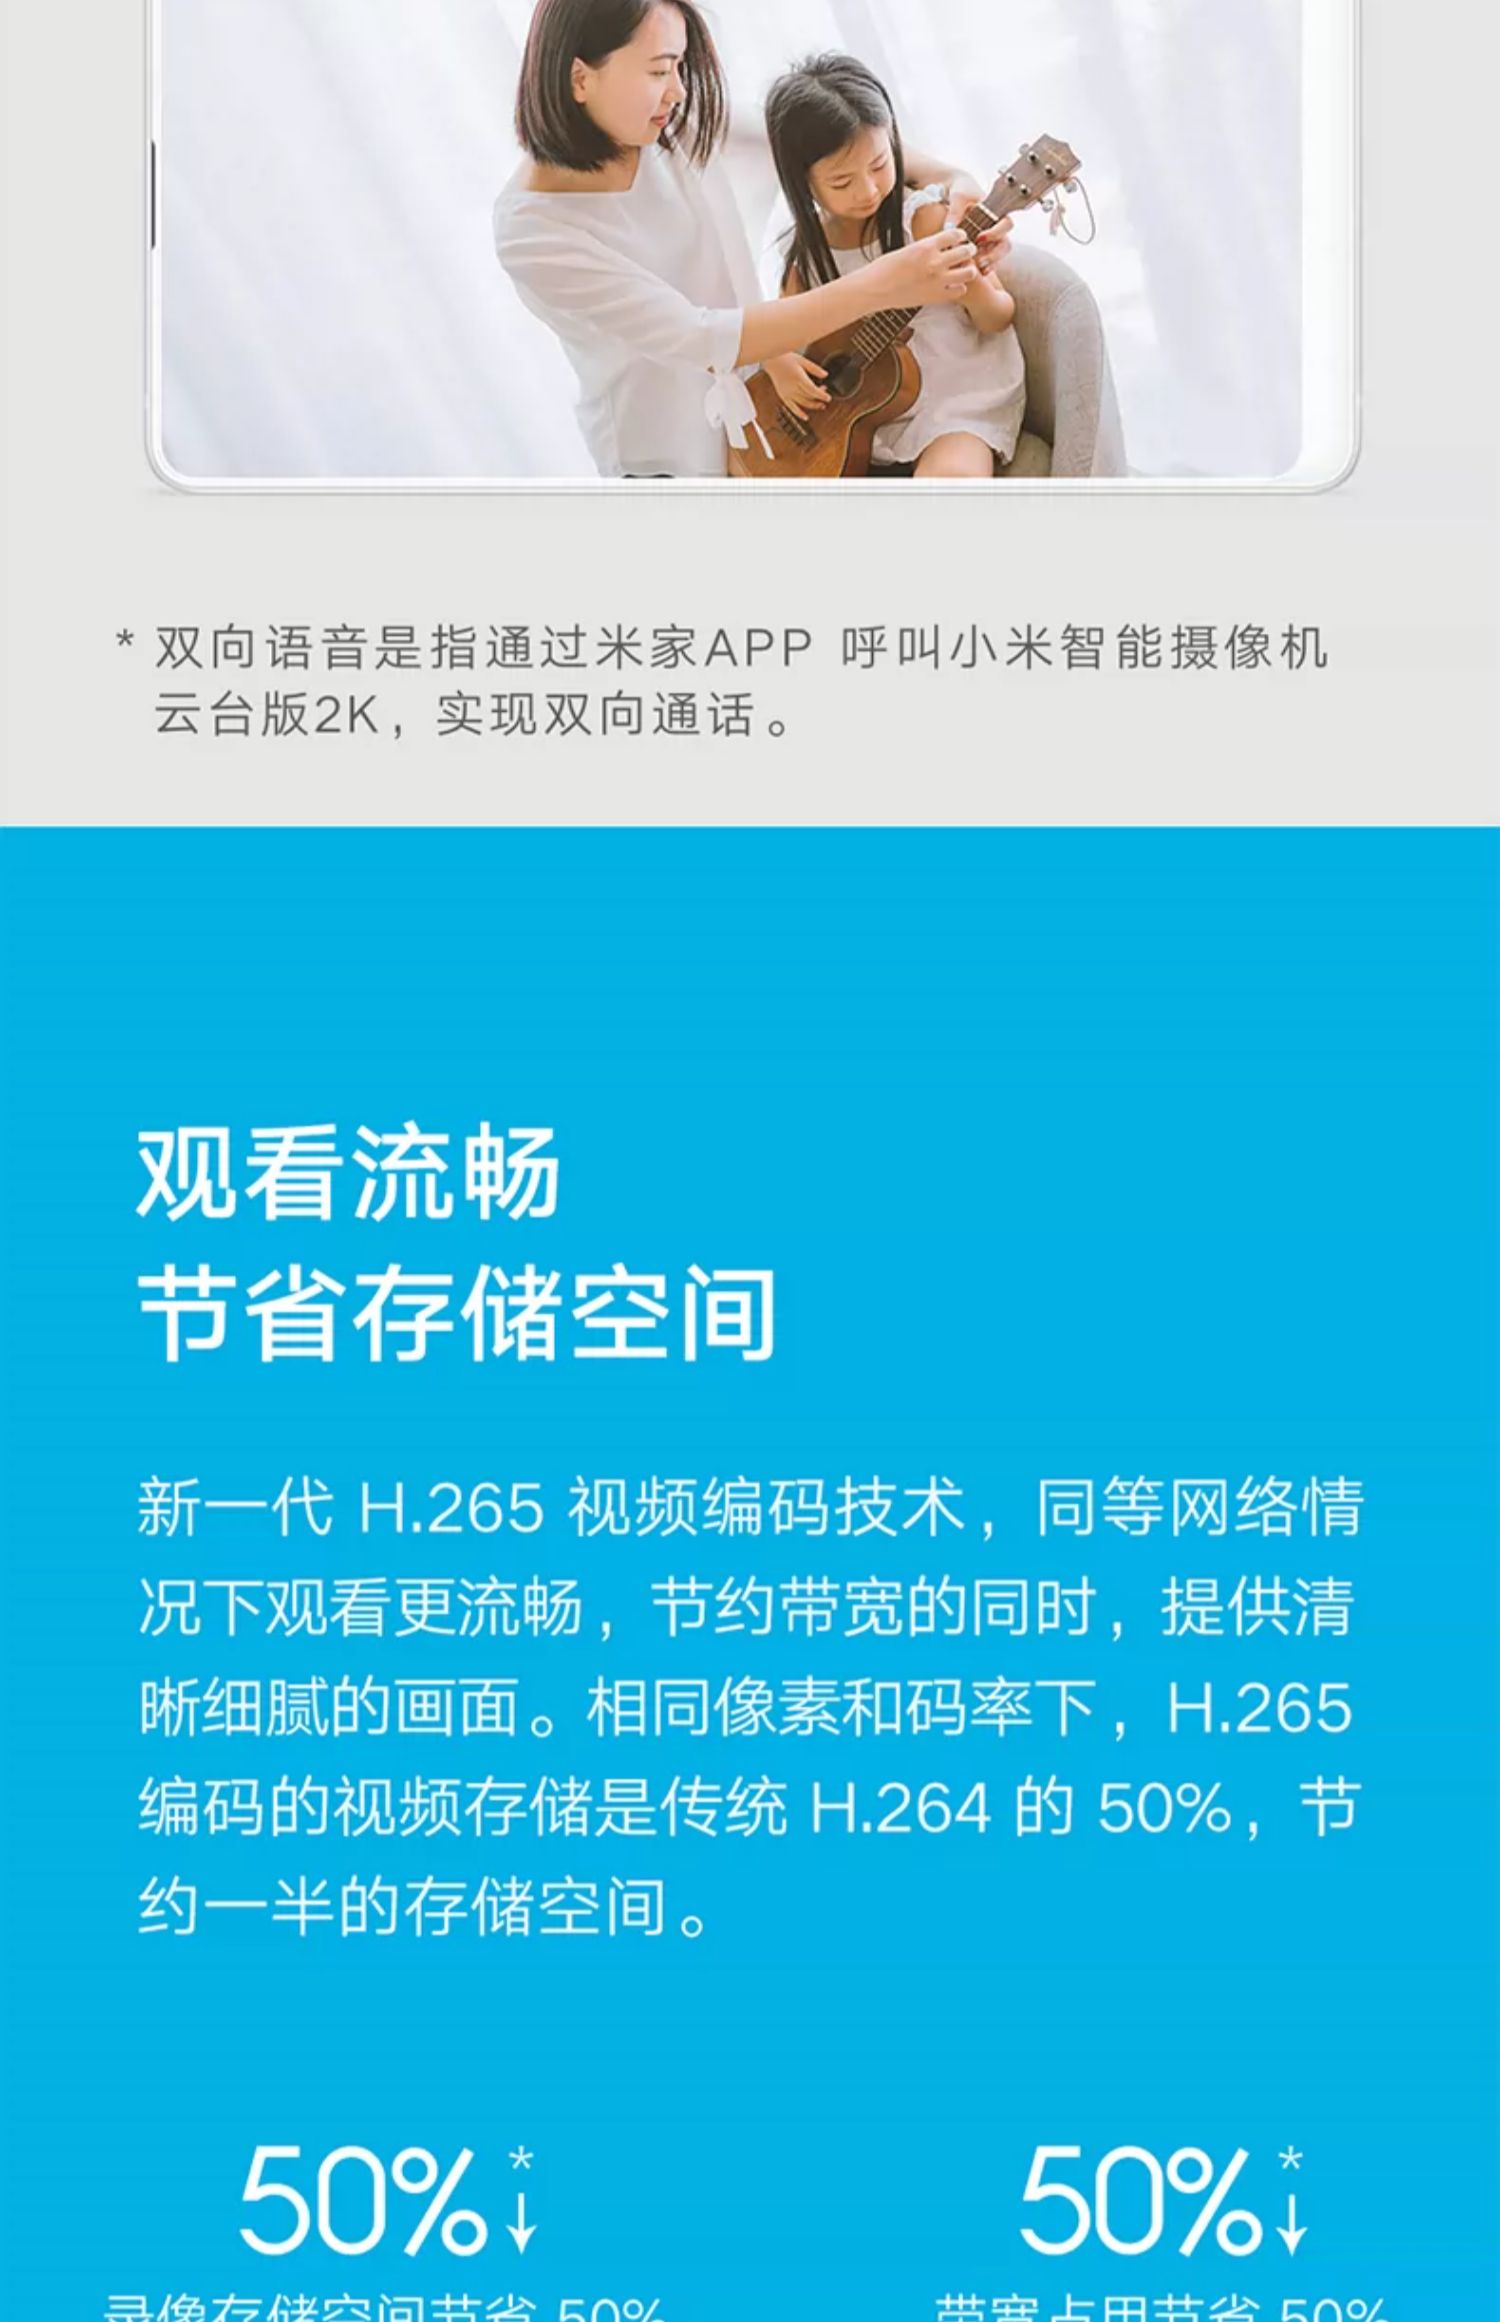 * 双向语音是指通过米家APP 呼叫小米智能摄像机
云台版2K，实现双向通话。
观看流畅
节省存储空间
新一代 H.265 视频编码技术，同等网络情
况下观看更流畅，节约带宽的同时，提供清
晰细腻的画面。相同像素和码率下，H.265
编码的视频存储是传统 H.264 的 50%，节
约一半的存储空间。
50%*↓
50%*↓
录像存储空间节省 50%
带宽占用节省 50%